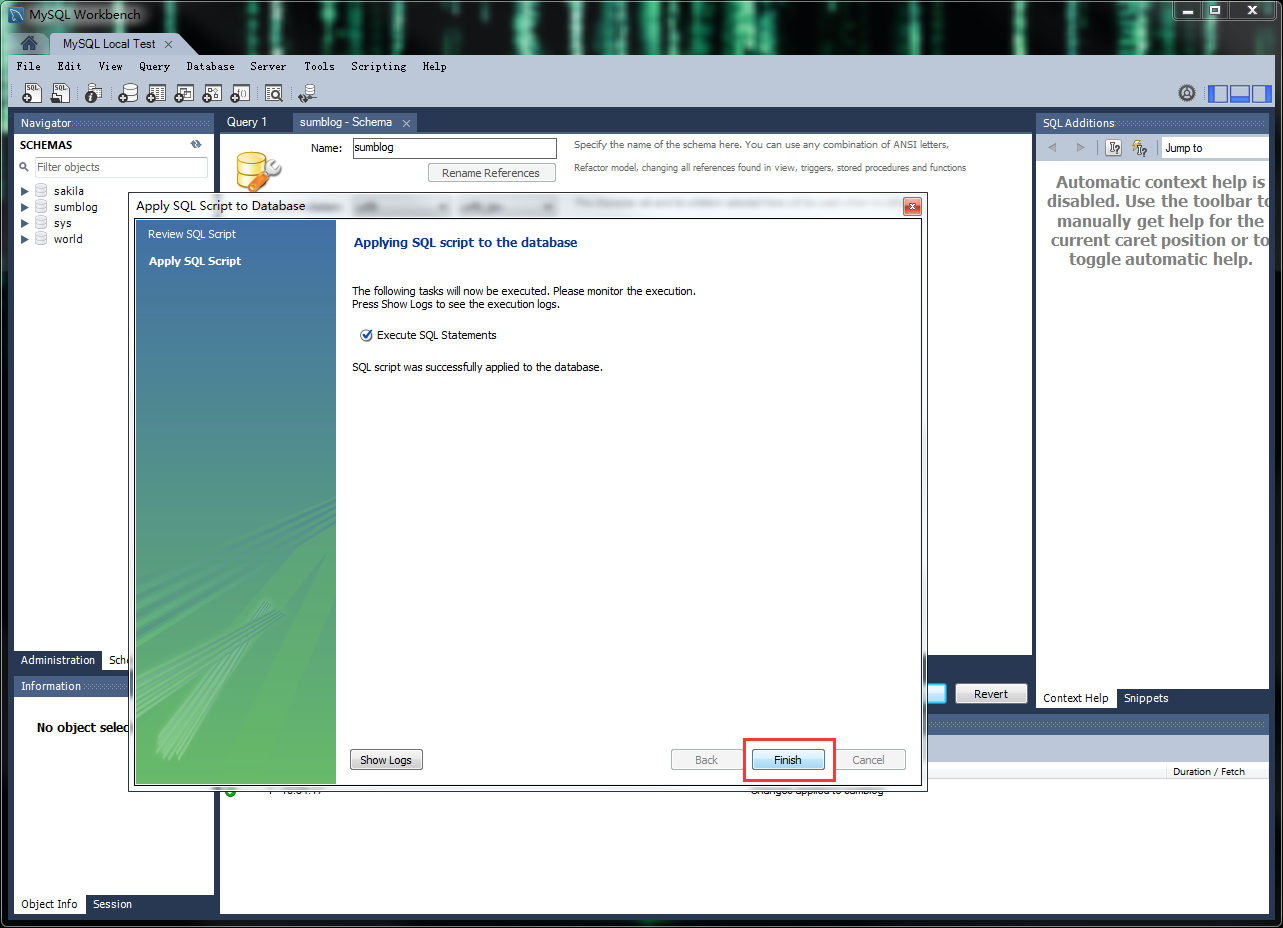 MySQL Workbench
MySQL Local Test
File Edit View Query Database Server Tools Scripting Help
Navigator
SCHEMAS
Filter objects
sakila
sumblog
sys
world
Administration
Information
Object Info
Session
Query 1
sumblog - Schema
Name:
sumblog
Specify the name of the schema here. You can use any combination of ANSI letters,
Rename References
Refactor model, changing all references found in view, triggers, stored procedures and functions
Apply SQL Script to Database
Review SQL Script
Apply SQL Script
Applying SQL script to the database
The following tasks will now be executed. Please monitor the execution.
Press Show Logs to see the execution logs.
Execute SQL Statements
SQL script was successfully applied to the database.
Show Logs
Back
Finish
Cancel
Revert
Duration / Fetch
SQL Additions
Jump to
Automatic context help is
disabled. Use the toolbar to
manually get help for the
current caret position or to
toggle automatic help.
Context Help
Snippets